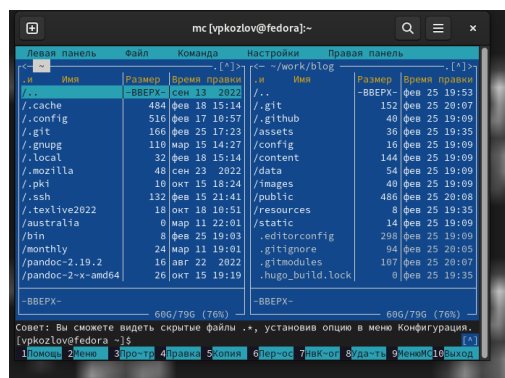 mc [vpkozlov@fedora]:~
Левая панель Файл Команда Настройки Правая панель
<— ~ .[^]> <— ~/work/blog .[^]>
.и Имя Размер Время правки .и Имя Размер Время правки
/.. -ВВЕРХ- сен 13 2022 /.. -ВВЕРХ- фев 25 19:53
/.cache 484 фев 18 15:14 /.git 152 фев 25 20:07
/.config 516 фев 17 10:57 /.github 40 фев 25 19:09
/.git 166 фев 25 17:23 /assets 36 фев 25 19:35
/.gnupg 110 мар 15 14:27 /config 16 фев 25 19:09
/.local 32 фев 18 15:14 /content 144 фев 25 19:09
/.mozilla 48 сен 23 2022 /data 54 фев 25 19:09
/.pki 10 окт 15 18:24 /images 40 фев 25 19:09
/.ssh 132 фев 15 21:41 /public 486 фев 25 20:08
/.texlive2022 18 окт 18 10:51 /resources 8 фев 25 19:35
/australia 0 мар 11 22:01 /static 14 фев 25 19:09
/bin 8 фев 25 19:03 .editorconfig 298 фев 25 19:09
/monthly 24 мар 11 19:01 .gitignore 94 фев 25 20:05
/pandoc-2.19.2 16 авг 22 2022 .gitmodules 107 фев 25 20:07
/pandoc-2~x-amd64 26 окт 15 19:19 .hugo_build.lock 0 фев 25 19:35
-ВВЕРХ- -ВВЕРХ-
60G/79G (76%) 60G/79G (76%)
Совет: Вы сможете видеть скрытые файлы .*, установив опцию в меню Конфигурация.
[vpkozlov@fedora ~]$ [^]
1Помощь 2Меню 3Про~тр 4Правка 5Копия 6Пер~ос 7НвК~ог 8Уда~ть 9МенюMC 10Выход